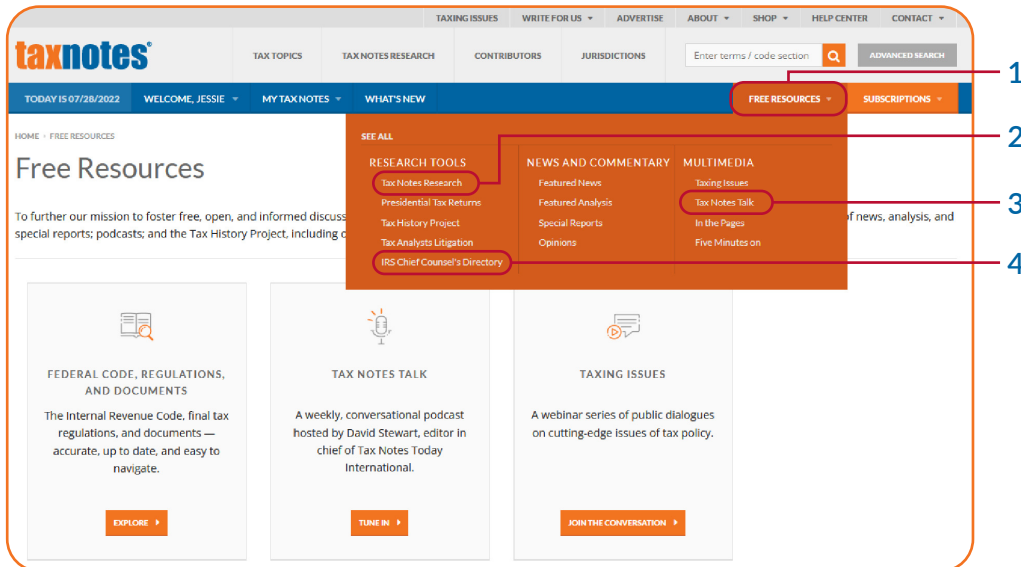 TAXING ISSUES WRITE FOR US ADVERTISE ABOUT SHOP HELP CENTER CONTACT
taxnotes®
TAX TOPICS TAX NOTES RESEARCH CONTRIBUTORS JURISDICTIONS Enter terms / code section ADVANCED SEARCH
1
TODAY IS 07/28/2022 WELCOME, JESSIE MY TAX NOTES WHAT'S NEW FREE RESOURCES SUBSCRIPTIONS
HOME › FREE RESOURCES
SEE ALL
2
Free Resources
RESEARCH TOOLS
Tax Notes Research
Presidential Tax Returns
Tax History Project
Tax Analysts Litigation
IRS Chief Counsel's Directory
NEWS AND COMMENTARY
Featured News
Featured Analysis
Special Reports
Opinions
MULTIMEDIA
Taxing Issues
Tax Notes Talk
In the Pages
Five Minutes on
3
4
To further our mission to foster free, open, and informed of news, analysis, and
special reports; podcasts; and the Tax History Project, including
FEDERAL CODE, REGULATIONS,
AND DOCUMENTS
The Internal Revenue Code, final tax
regulations, and documents —
accurate, up to date, and easy to
navigate.
EXPLORE
TAX NOTES TALK
A weekly, conversational podcast
hosted by David Stewart, editor in
chief of Tax Notes Today
International.
TUNE IN
TAXING ISSUES
A webinar series of public dialogues
on cutting-edge issues of tax policy.
JOIN THE CONVERSATION